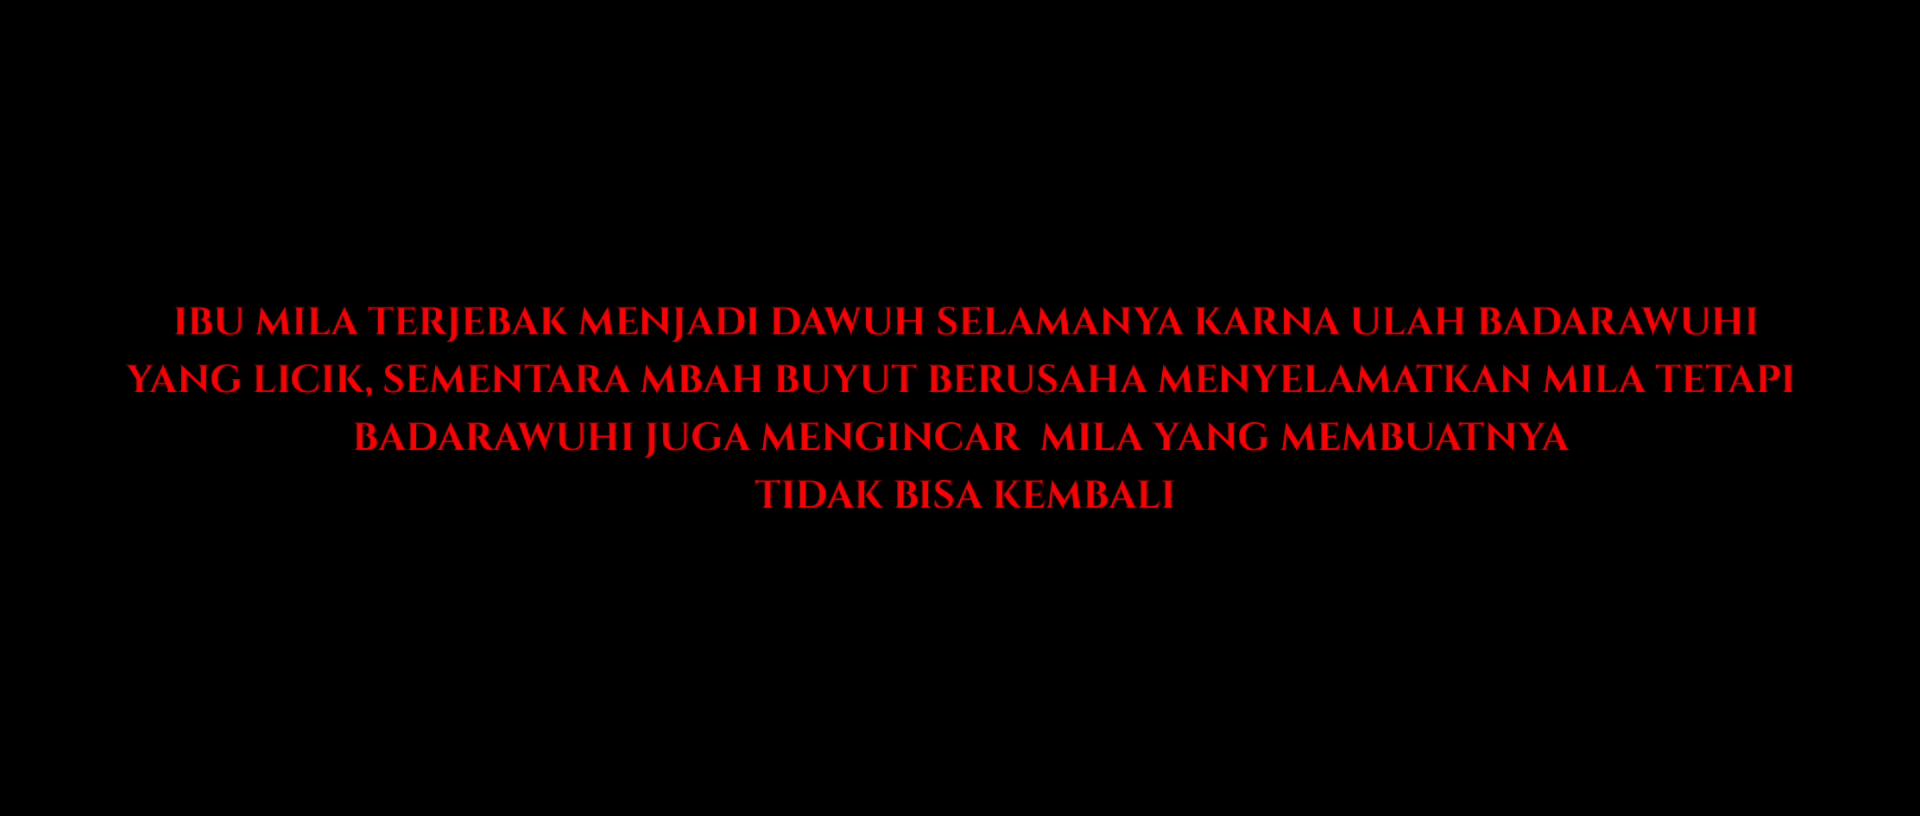 IBU MILA TERJEBAK MENJADI DAWUH SELAMANYA KARNA ULAH BADARAWUHI
YANG LICIK, SEMENTARA MBAH BUYUT BERUSAHA MENYELAMATKAN MILA TETAPI
BADARAWUHI JUGA MENGINCAR  MILA YANG MEMBUATNYA
TIDAK BISA KEMBALI